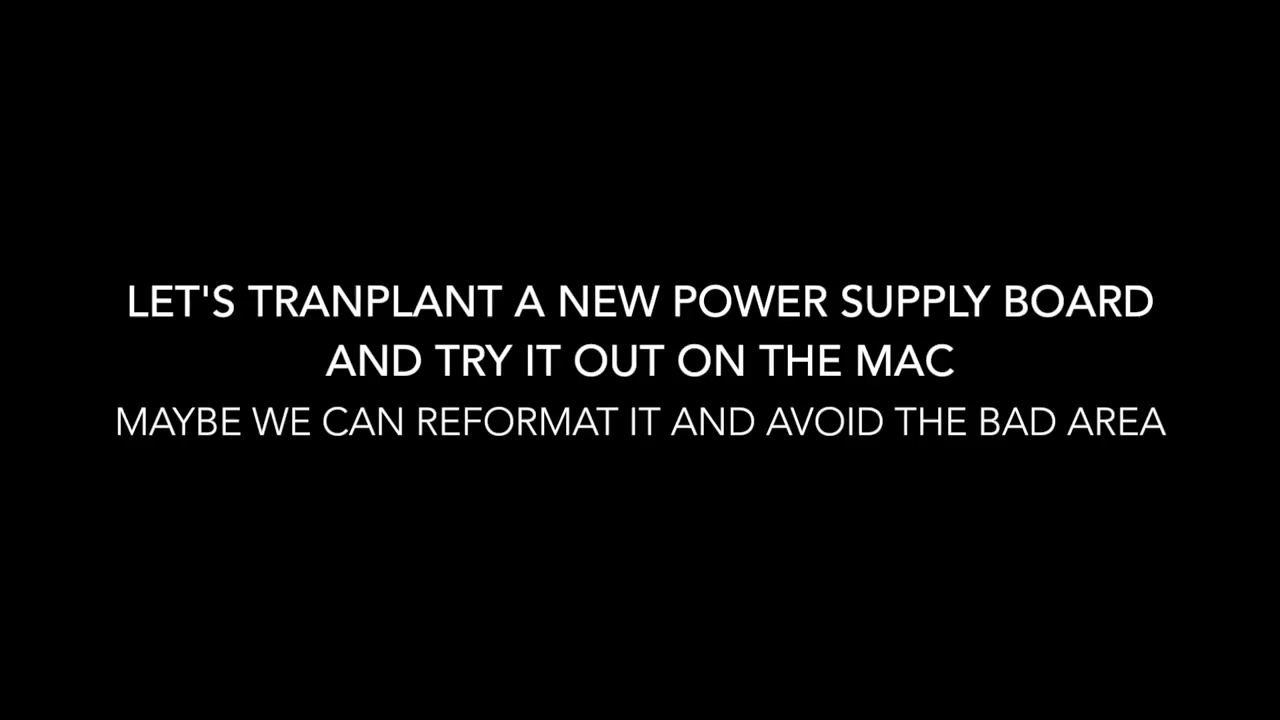 LET'S TRANPLANT A NEW POWER SUPPLY BOARD
AND TRY IT OUT ON THE MAC
MAYBE WE CAN REFORMAT IT AND AVOID THE BAD AREA